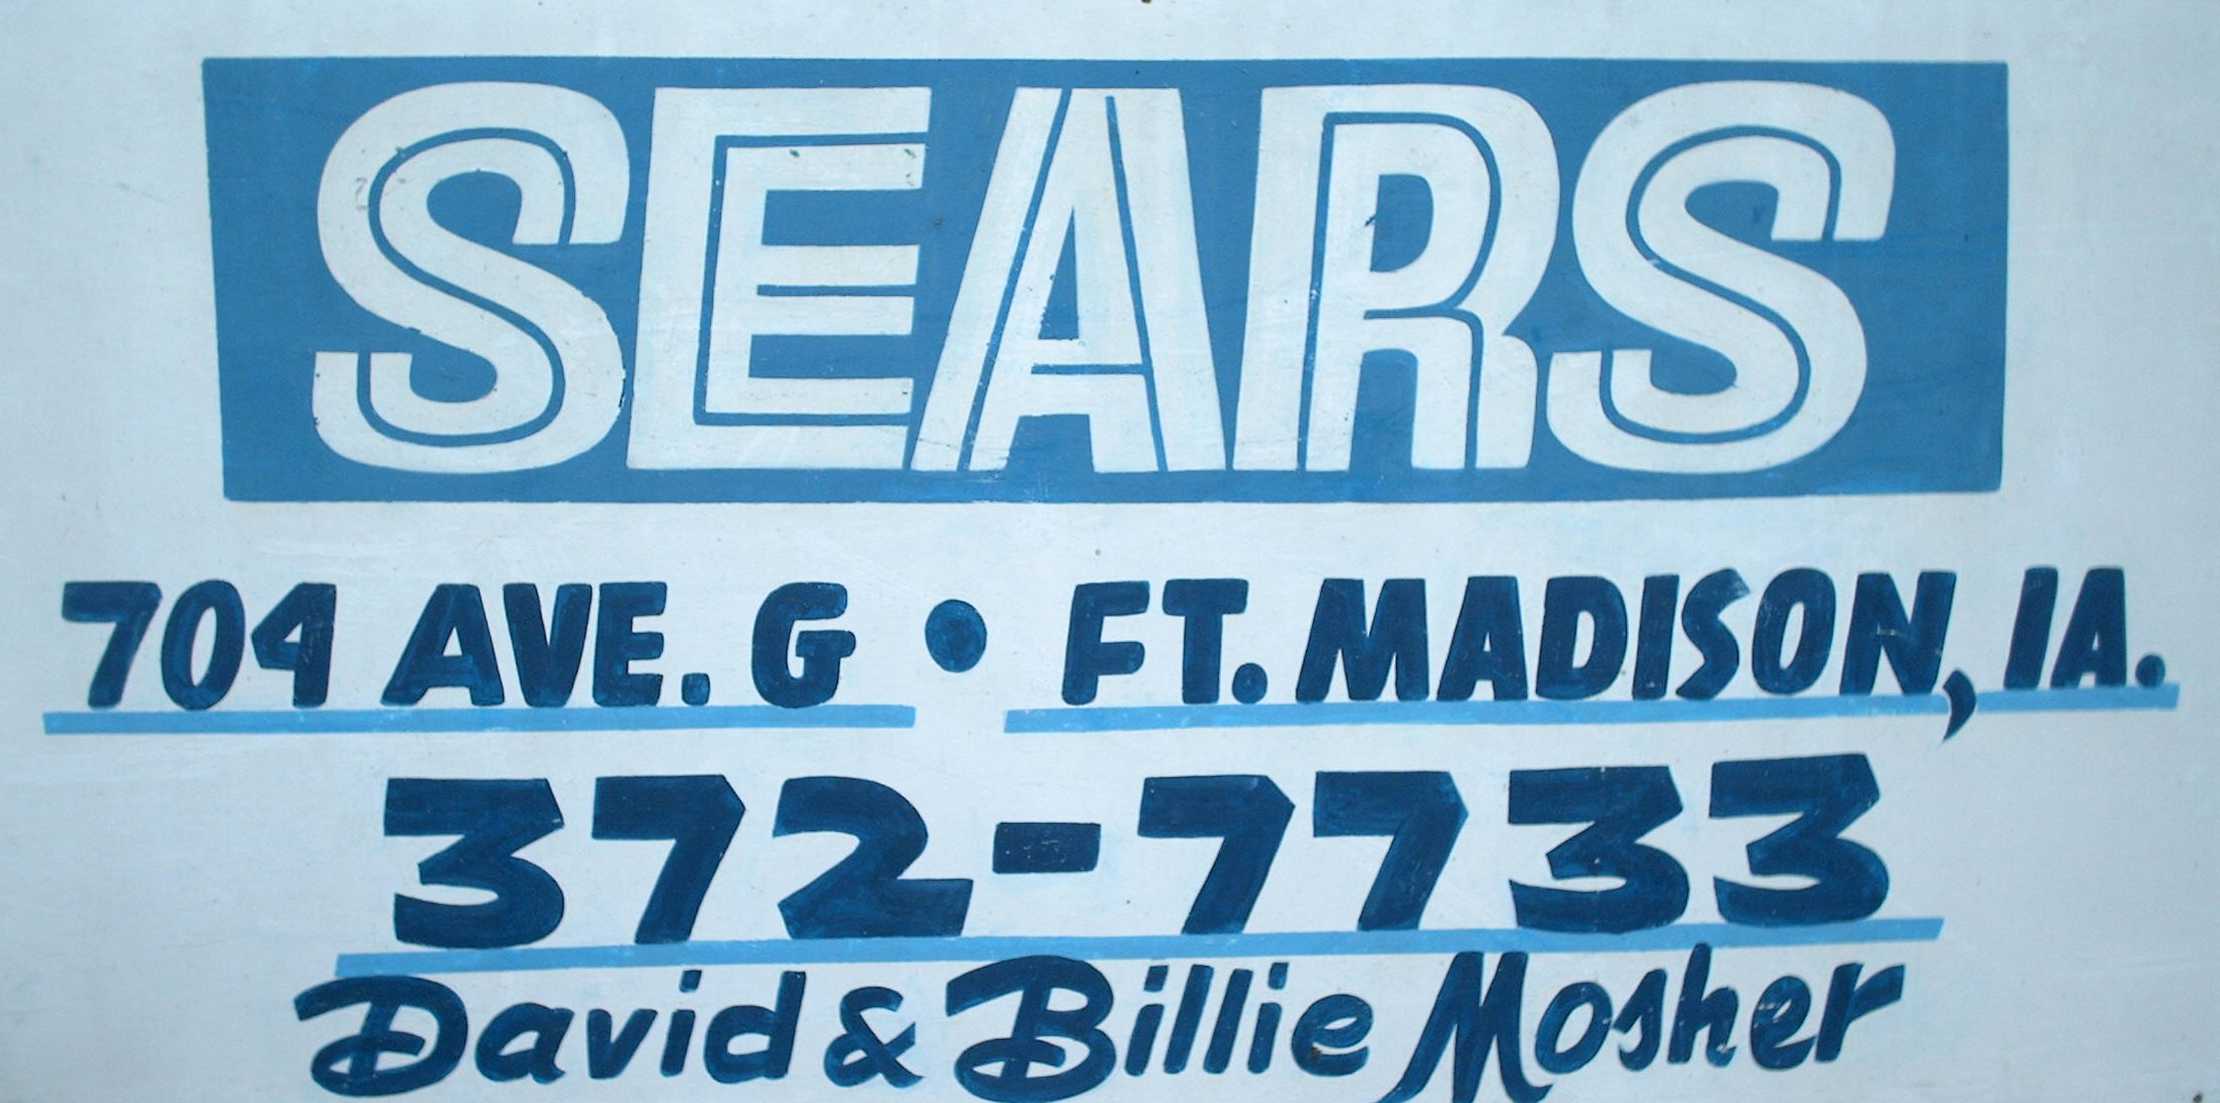 SEARS
704 AVE. G • FT. MADISON, IA.
372-7733
David & Billie Mosher